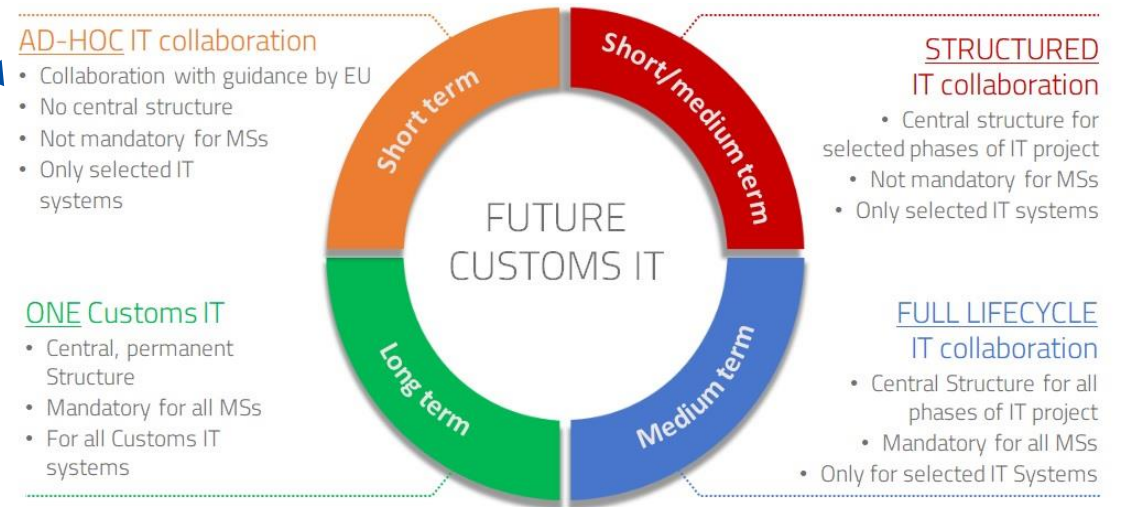 AD-HOC IT collaboration
• Collaboration with guidance by EU
• No central structure
• Not mandatory for MSs
• Only selected IT
systems
Short term
Short/medium term
STRUCTURED
IT collaboration
• Central structure for
selected phases of IT project
• Not mandatory for MSs
• Only selected IT systems
FUTURE
CUSTOMS IT
ONE Customs IT
• Central, permanent
Structure
• Mandatory for all MSs
• For all Customs IT
systems
Long term
Medium term
FULL LIFECYCLE
IT collaboration
• Central Structure for all
phases of IT project
• Mandatory for all MSs
• Only for selected IT Systems